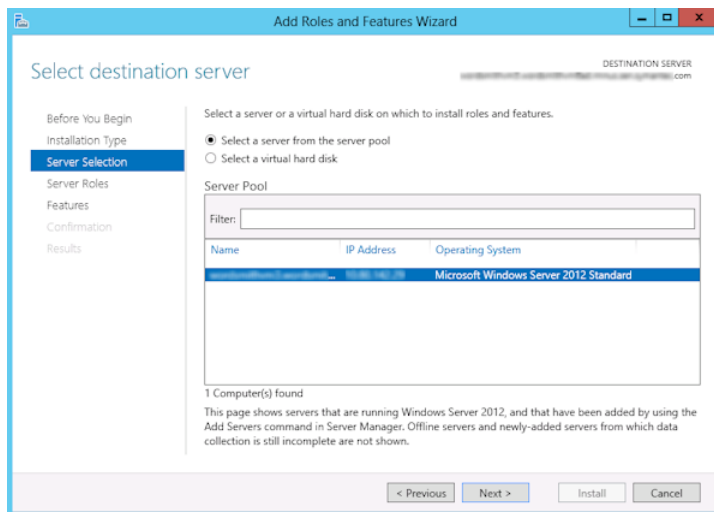 Add Roles and Features Wizard
Select destination server
DESTINATION SERVER
.com
Before You Begin
Installation Type
Server Selection
Server Roles
Features
Confirmation
Results
Select a server or a virtual hard disk on which to install roles and features.
Select a server from the server pool
Select a virtual hard disk
Server Pool
Filter:
Name IP Address Operating System
... Microsoft Windows Server 2012 Standard
1 Computer(s) found
This page shows servers that are running Windows Server 2012, and that have been added by using the
Add Servers command in Server Manager. Offline servers and newly-added servers from which data
collection is still incomplete are not shown.
< Previous Next > Install Cancel